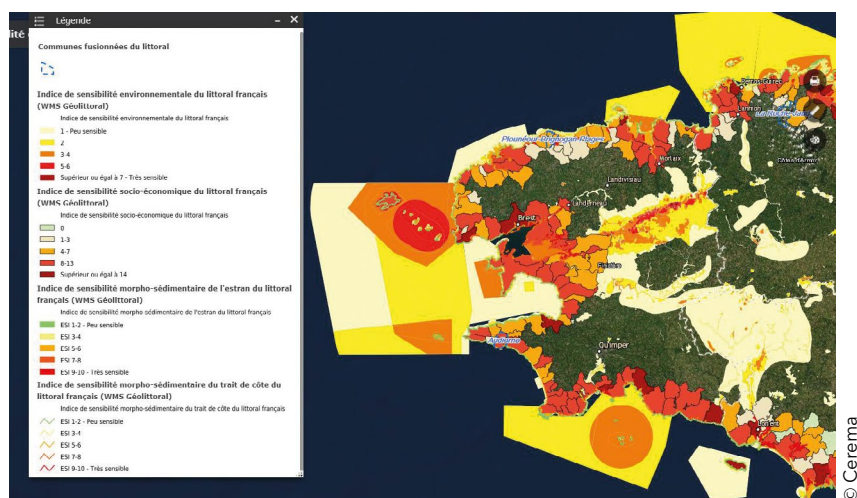 lité
Légende
Communes fusionnées du littoral
Indice de sensibilité environnementale du littoral français
(WMS Géolittoral)
Indice de sensibilité environnementale du littoral français
1 - Peu sensible
2
3-4
5-6
Supérieur ou égal à 7 - Très sensible
Indice de sensibilité socio-économique du littoral français
(WMS Géolittoral)
Indice de sensibilité socio-économique du littoral français
0
1-3
4-7
8-13
Supérieur ou égal à 14
Indice de sensibilité morpho-sédimentaire de l'estran du littoral
français (WMS Géolittoral)
Indice de sensibilité morpho sédimentaire de l'estran du littoral français
ESI 1-2 - Peu sensible
ESI 3-4
ESI 5-6
ESI 7-8
ESI 9-10 - Très sensible
Indice de sensibilité morpho-sédimentaire du trait de côte du
littoral français (WMS Géolittoral)
Indice de sensibilité morpho-sédimentaire du trait de côte du littoral français
ESI 1-2 - Peu sensible
ESI 3-4
ESI 5-6
ESI 7-8
ESI 9-10 - Très sensible
Perros-Guirec
Lannion
Plounéour-Brignogan-Plages
Morlaix
Côtes-d'Armor
Landivisiau
Landerneau
Brest
Finistère
Audierne
Quimper
Lorient
© Cerema